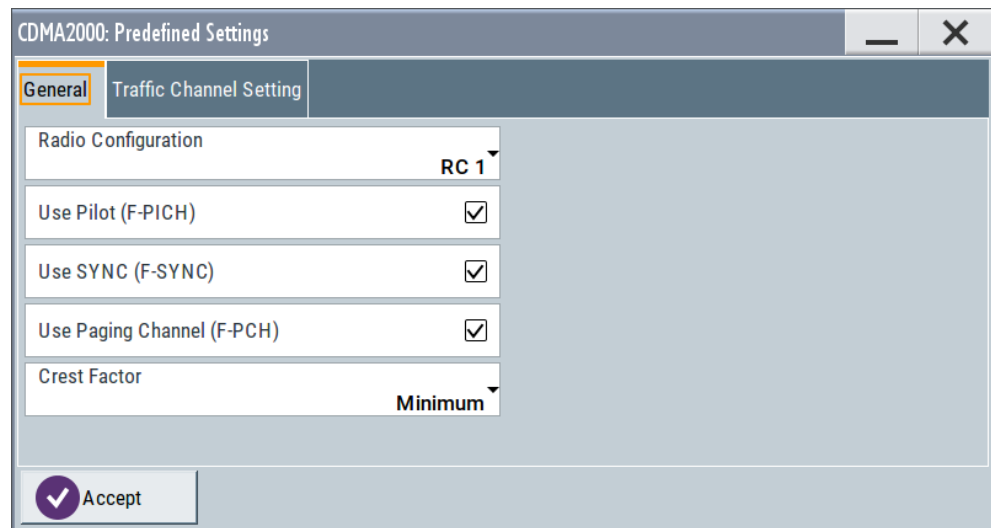 CDMA2000: Predefined Settings
General
Traffic Channel Setting
Radio Configuration
RC 1
Use Pilot (F-PICH)
Use SYNC (F-SYNC)
Use Paging Channel (F-PCH)
Crest Factor
Minimum
Accept